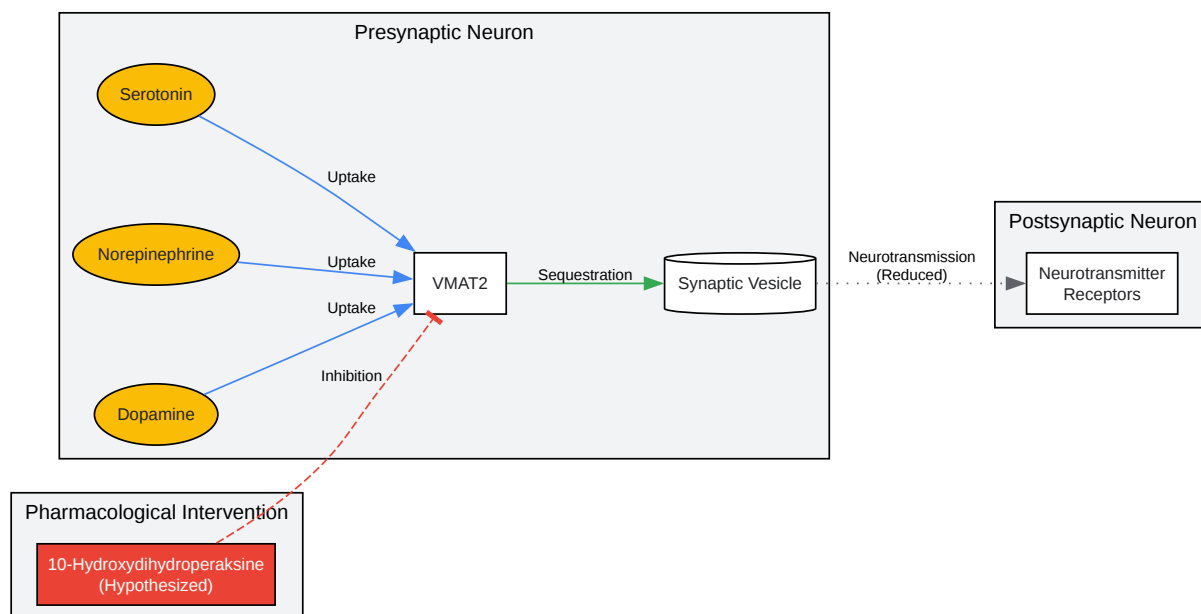 Presynaptic Neuron
Serotonin
Uptake
Norepinephrine
Uptake
VMAT2
Sequestration
Synaptic Vesicle
Uptake
Inhibition
Dopamine
Neurotransmission
(Reduced)
Postsynaptic Neuron
Neurotransmitter
Receptors
Pharmacological Intervention
10-Hydroxydihydroperaksine
(Hypothesized)